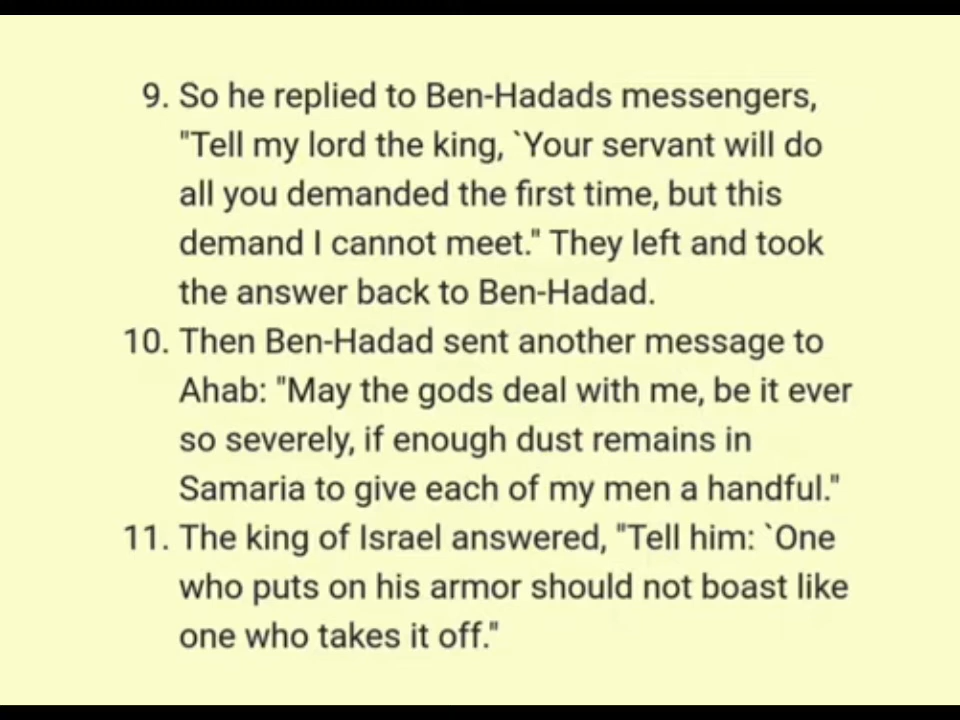 9. So he replied to Ben-Hadads messengers,
"Tell my lord the king, `Your servant will do
all you demanded the first time, but this
demand I cannot meet." They left and took
the answer back to Ben-Hadad.
10. Then Ben-Hadad sent another message to
Ahab: "May the gods deal with me, be it ever
so severely, if enough dust remains in
Samaria to give each of my men a handful."
11. The king of Israel answered, "Tell him: `One
who puts on his armor should not boast like
one who takes it off."